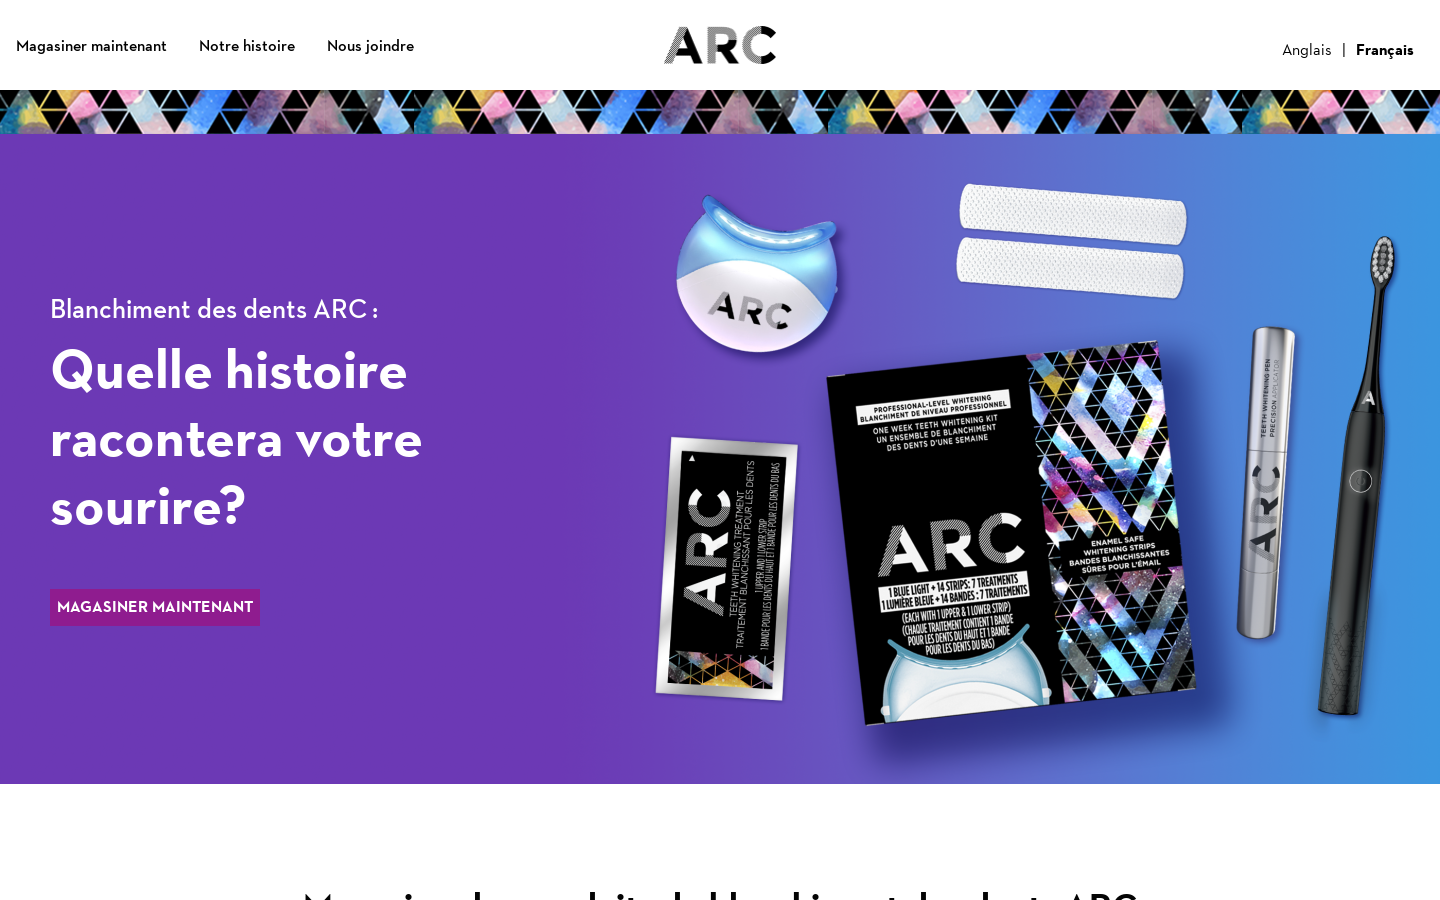 Magasiner maintenant
Notre histoire
Nous joindre
ARC
Anglais | Français
Blanchiment des dents ARC :
Quelle histoire
racontera votre
sourire?
MAGASINER MAINTENANT
ARC
ARC
TEETH WHITENING TREATMENT
TRAITEMENT BLANCHISSANT POUR LES DENTS
1 UPPER AND 1 LOWER STRIP
1 BANDE POUR LES DENTS DU HAUT ET 1 BANDE POUR LES DENTS DU BAS
PROFESSIONAL-LEVEL WHITENING
BLANCHIMENT DE NIVEAU PROFESSIONNEL
ONE WEEK TEETH WHITENING KIT
UN ENSEMBLE DE BLANCHIMENT
DES DENTS D'UNE SEMAINE
ARC
1 BLUE LIGHT + 14 STRIPS: 7 TREATMENTS
1 LUMIÈRE BLEUE + 14 BANDES : 7 TRAITEMENTS
(EACH WITH 1 UPPER & 1 LOWER STRIP)
(CHAQUE TRAITEMENT CONTIENT 1 BANDE
POUR LES DENTS DU HAUT ET 1 BANDE
POUR LES DENTS DU BAS)
ENAMEL SAFE
WHITENING STRIPS
BANDES BLANCHISSANTES
SÛRES POUR L'ÉMAIL
TEETH WHITENING PEN
PRECISION APPLICATOR
ARC
A